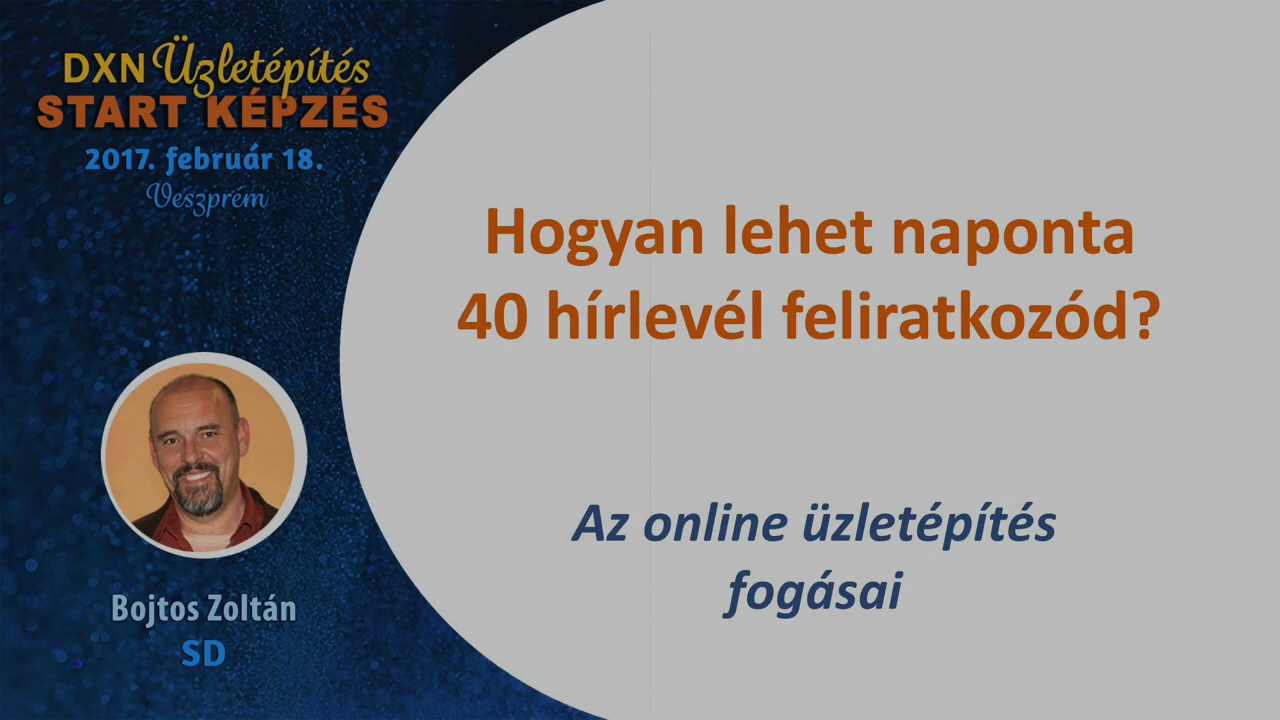 DXN Üzletépítés
START KÉPZÉS
2017. február 18.
Veszprém
Hogyan lehet naponta
40 hírlevél feliratkozód?
Az online üzletépítés
fogásai
Bojtos Zoltán
SD